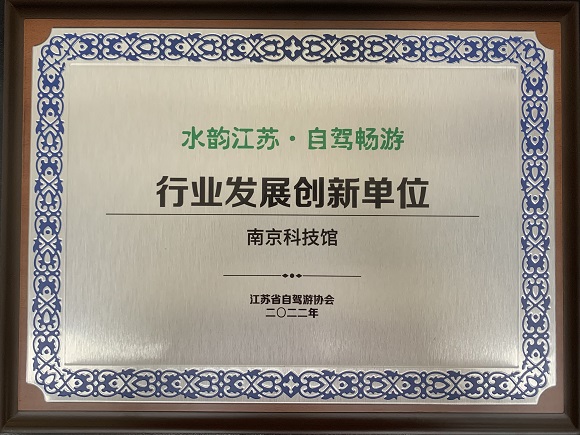 水韵江苏·自驾畅游
行业发展创新单位
南京科技馆
江苏省自驾游协会
二〇二二年